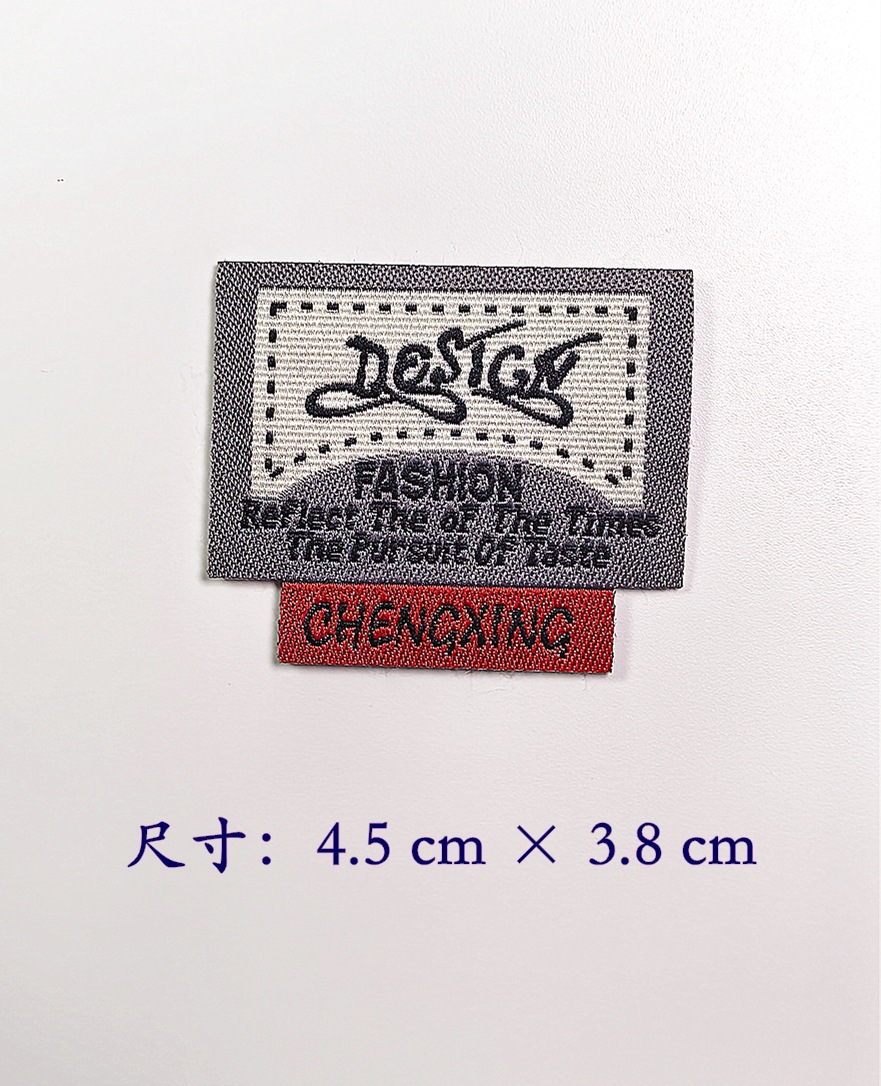 DESIGN
FASHION
Reflect The of The Times
The Pursuit Of Taste
CHENGXING
尺寸：4.5 cm × 3.8 cm